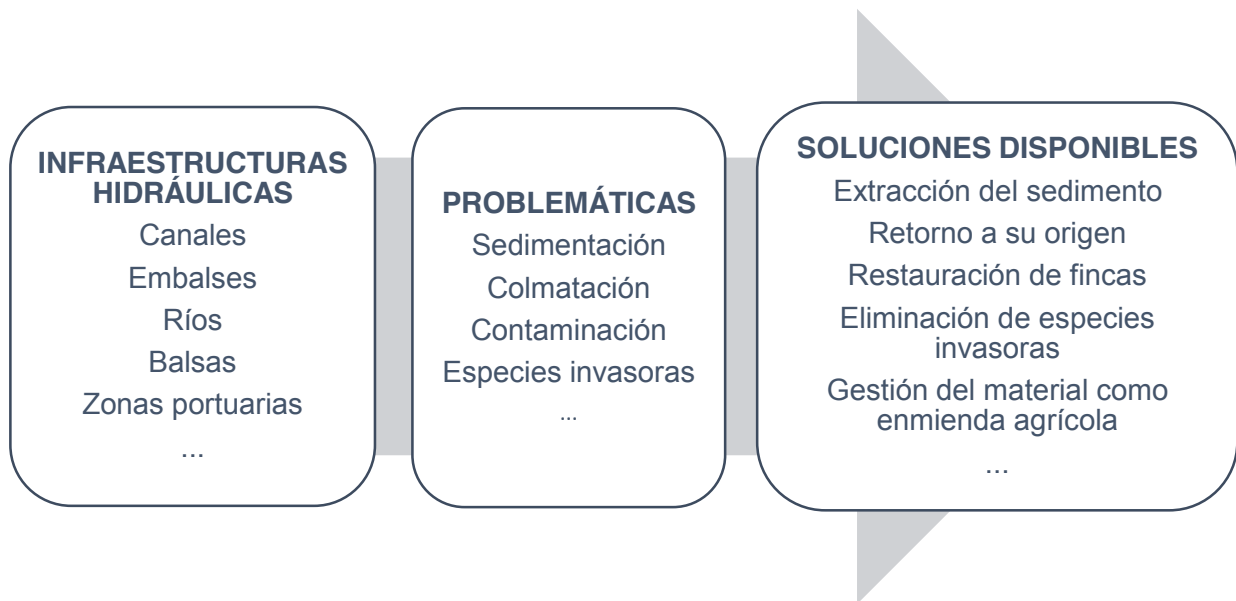 INFRAESTRUCTURAS
HIDRÁULICAS
Canales
Embalses
Ríos
Balsas
Zonas portuarias
...
PROBLEMÁTICAS
Sedimentación
Colmatación
Contaminación
Especies invasoras
...
SOLUCIONES DISPONIBLES
Extracción del sedimento
Retorno a su origen
Restauración de fincas
Eliminación de especies
invasoras
Gestión del material como
enmienda agrícola
...